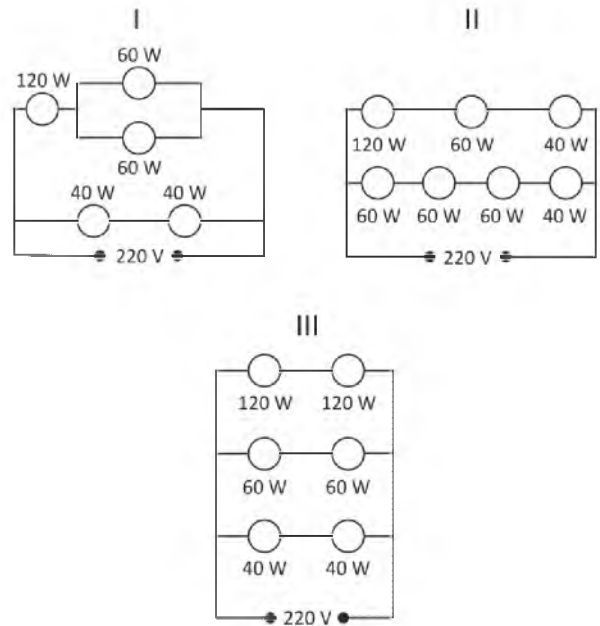 I
60 W
120 W
60 W
40 W 40 W
220 V
II
120 W 60 W 40 W
60 W 60 W 60 W 40 W
220 V
III
120 W 120 W
60 W 60 W
40 W 40 W
220 V